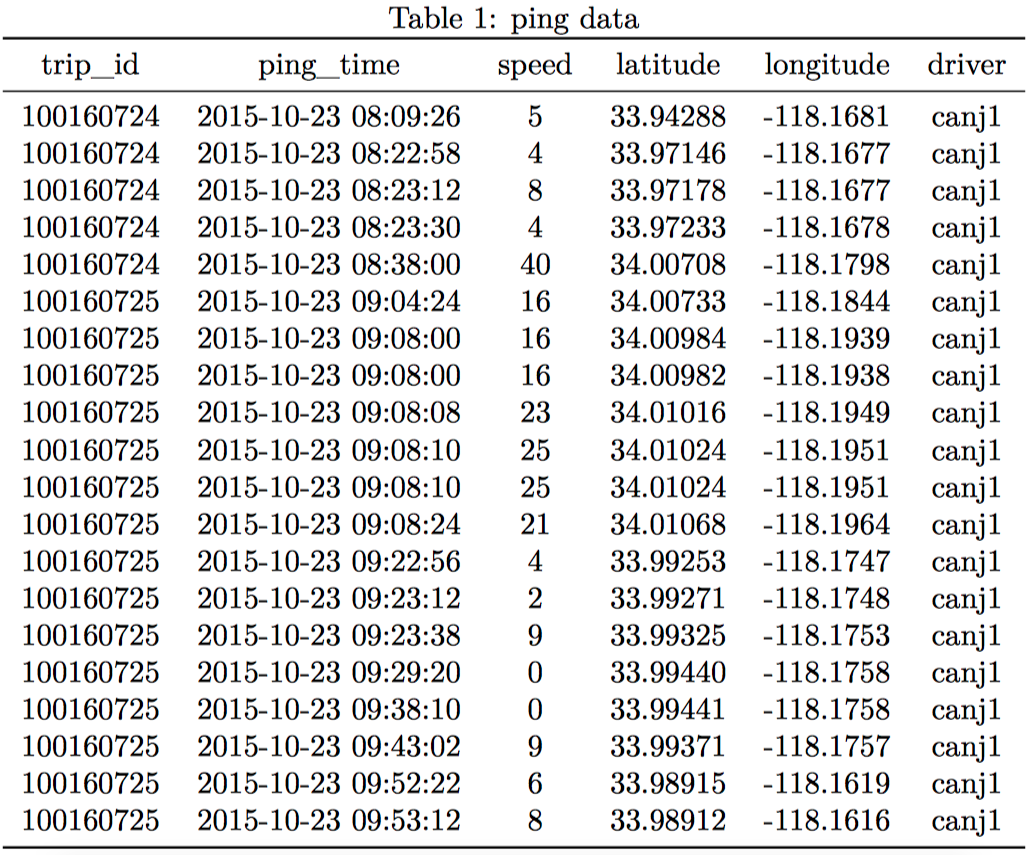 Table 1: ping data
trip_id ping_time speed latitude longitude driver
100160724 2015-10-23 08:09:26 5 33.94288 -118.1681 canj1
100160724 2015-10-23 08:22:58 4 33.97146 -118.1677 canj1
100160724 2015-10-23 08:23:12 8 33.97178 -118.1677 canj1
100160724 2015-10-23 08:23:30 4 33.97233 -118.1678 canj1
100160724 2015-10-23 08:38:00 40 34.00708 -118.1798 canj1
100160725 2015-10-23 09:04:24 16 34.00733 -118.1844 canj1
100160725 2015-10-23 09:08:00 16 34.00984 -118.1939 canj1
100160725 2015-10-23 09:08:00 16 34.00982 -118.1938 canj1
100160725 2015-10-23 09:08:08 23 34.01016 -118.1949 canj1
100160725 2015-10-23 09:08:10 25 34.01024 -118.1951 canj1
100160725 2015-10-23 09:08:10 25 34.01024 -118.1951 canj1
100160725 2015-10-23 09:08:24 21 34.01068 -118.1964 canj1
100160725 2015-10-23 09:22:56 4 33.99253 -118.1747 canj1
100160725 2015-10-23 09:23:12 2 33.99271 -118.1748 canj1
100160725 2015-10-23 09:23:38 9 33.99325 -118.1753 canj1
100160725 2015-10-23 09:29:20 0 33.99440 -118.1758 canj1
100160725 2015-10-23 09:38:10 0 33.99441 -118.1758 canj1
100160725 2015-10-23 09:43:02 9 33.99371 -118.1757 canj1
100160725 2015-10-23 09:52:22 6 33.98915 -118.1619 canj1
100160725 2015-10-23 09:53:12 8 33.98912 -118.1616 canj1